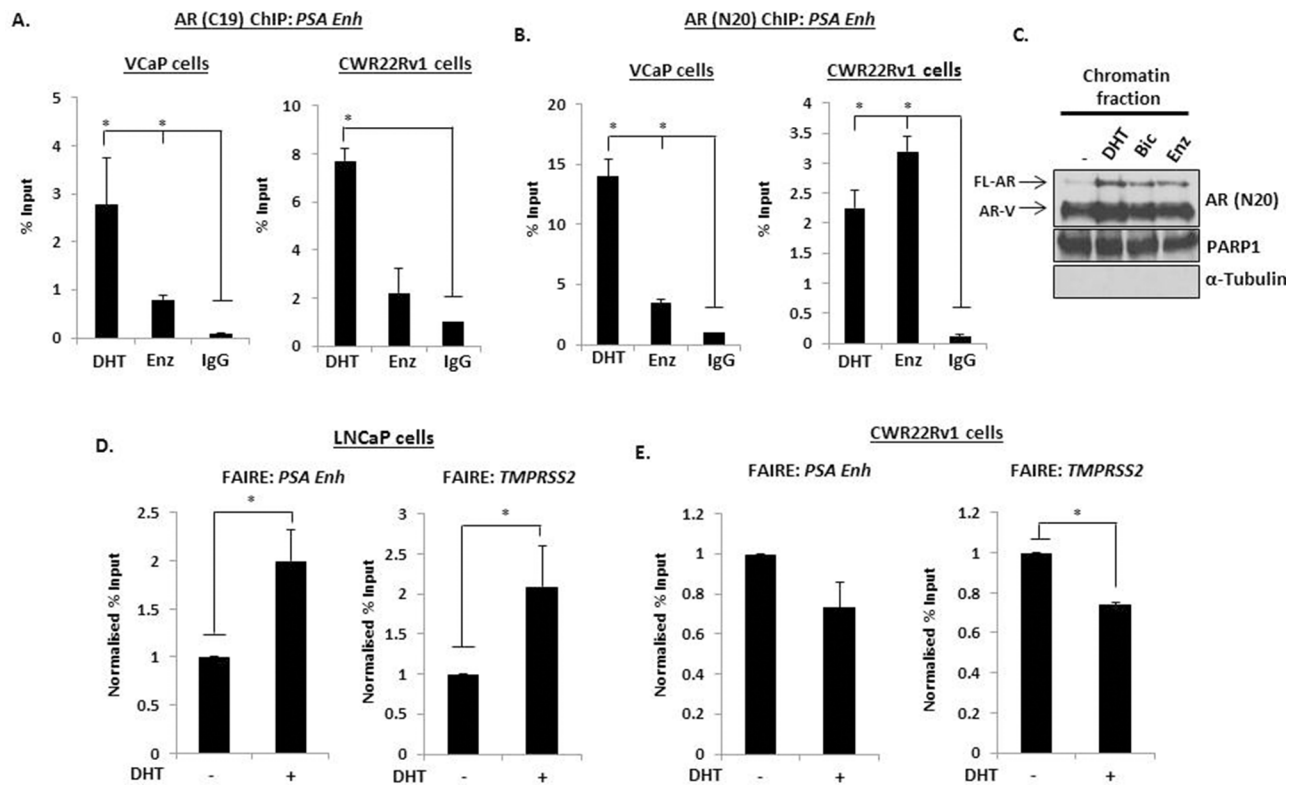 A.
AR (C19) ChIP: PSA Enh
VCaP cells
CWR22Rv1 cells
5
4
3
2
1
0
% Input
*
*
DHT Enz IgG
10
8
6
4
2
0
% Input
*
DHT Enz IgG
B.
AR (N20) ChIP: PSA Enh
VCaP cells
CWR22Rv1 cells
20
15
10
5
0
% Input
*
*
DHT Enz IgG
4
3.5
3
2.5
2
1.5
1
0.5
0
% Input
*
*
DHT Enz IgG
C.
Chromatin
fraction
- DHT Bic Enz
FL-AR
AR-V
AR (N20)
PARP1
α-Tubulin
D.
LNCaP cells
FAIRE: PSA Enh
FAIRE: TMPRSS2
2.5
2
1.5
1
0.5
0
Normalised % Input
*
DHT - +
3
2.5
2
1.5
1
0.5
0
Normalised % Input
*
- +
E.
CWR22Rv1 cells
FAIRE: PSA Enh
FAIRE: TMPRSS2
1.2
1
0.8
0.6
0.4
0.2
0
Normalised % Input
DHT - +
1.2
1
0.8
0.6
0.4
0.2
0
Normalised % Input
*
- +